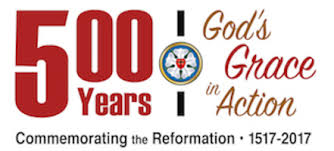 500
Years
God's
Grace
in
Action
Commemorating the Reformation · 1517-2017